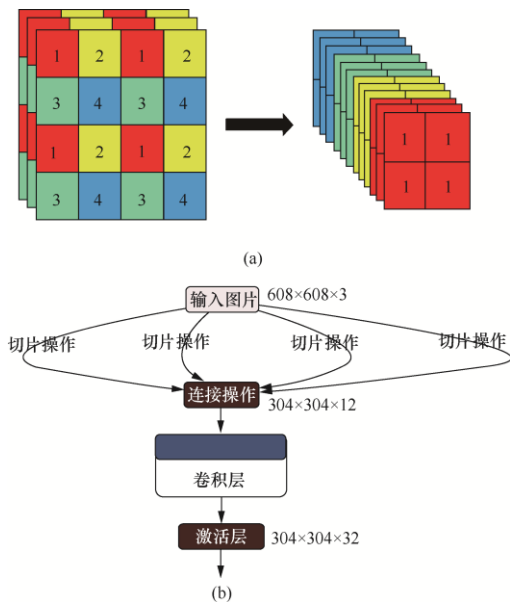 1 2 1 2
3 4 3 4
1 2 1 2
3 4 3 4
1 1
1 1
(a)
输入图片 608×608×3
切片操作 切片操作 切片操作 切片操作
连接操作
304×304×12
卷积层
激活层 304×304×32
(b)